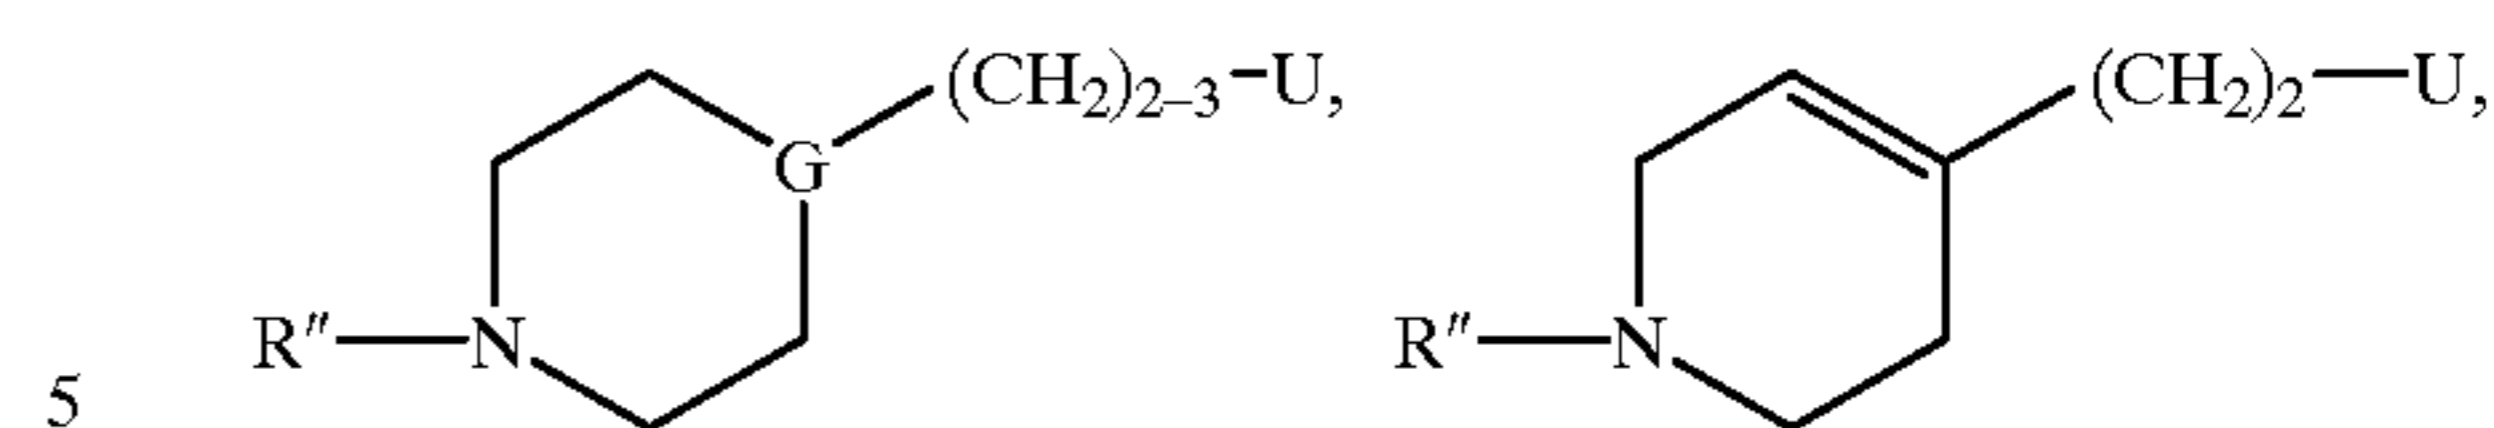 (CH2)2–3–U, (CH2)2—U,
G
R″—N R″—N
5